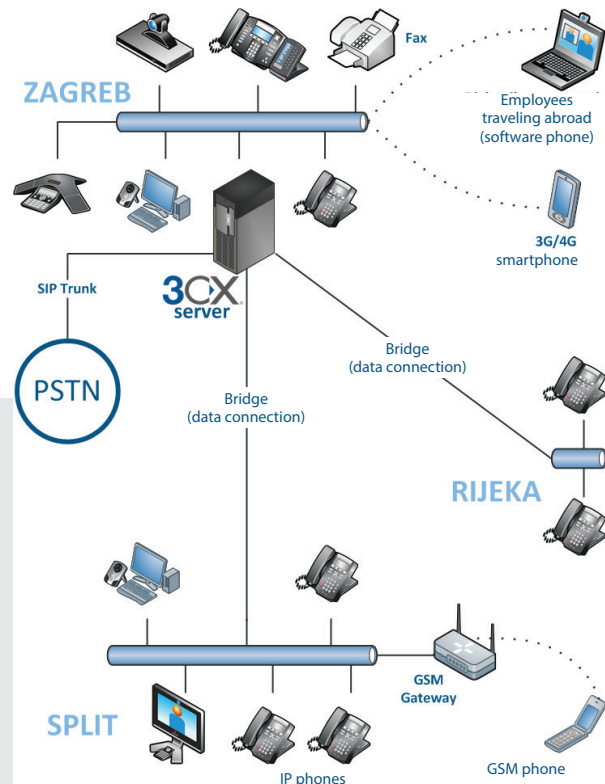 Fax
ZAGREB
Employees
traveling abroad
(software phone)
3G/4G
smartphone
SIP Trunk
3CX
server
PSTN
Bridge
(data connection)
Bridge
(data connection)
RIJEKA
GSM
Gateway
SPLIT
IP phones
GSM phone